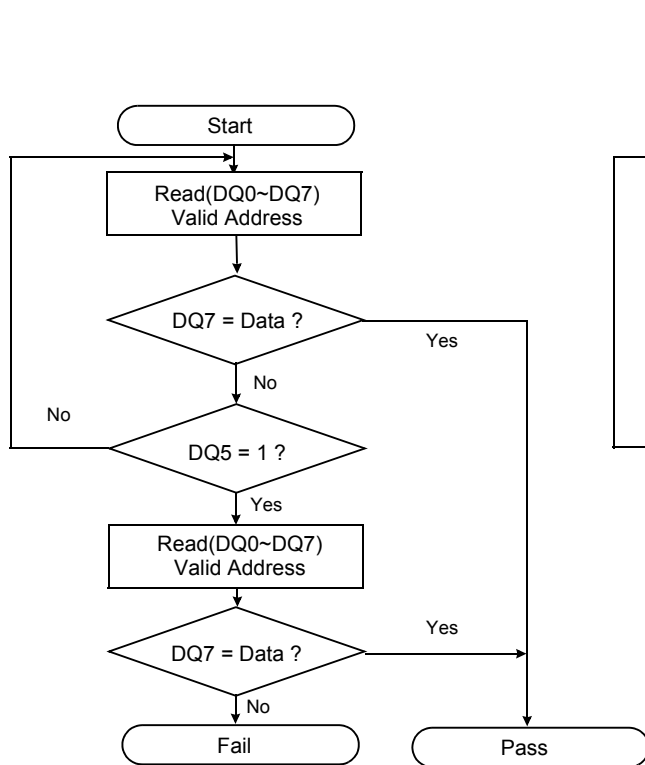 Start
Read(DQ0~DQ7)
Valid Address
DQ7 = Data ?
Yes
No
No
DQ5 = 1 ?
Yes
Read(DQ0~DQ7)
Valid Address
Yes
DQ7 = Data ?
No
Fail
Pass